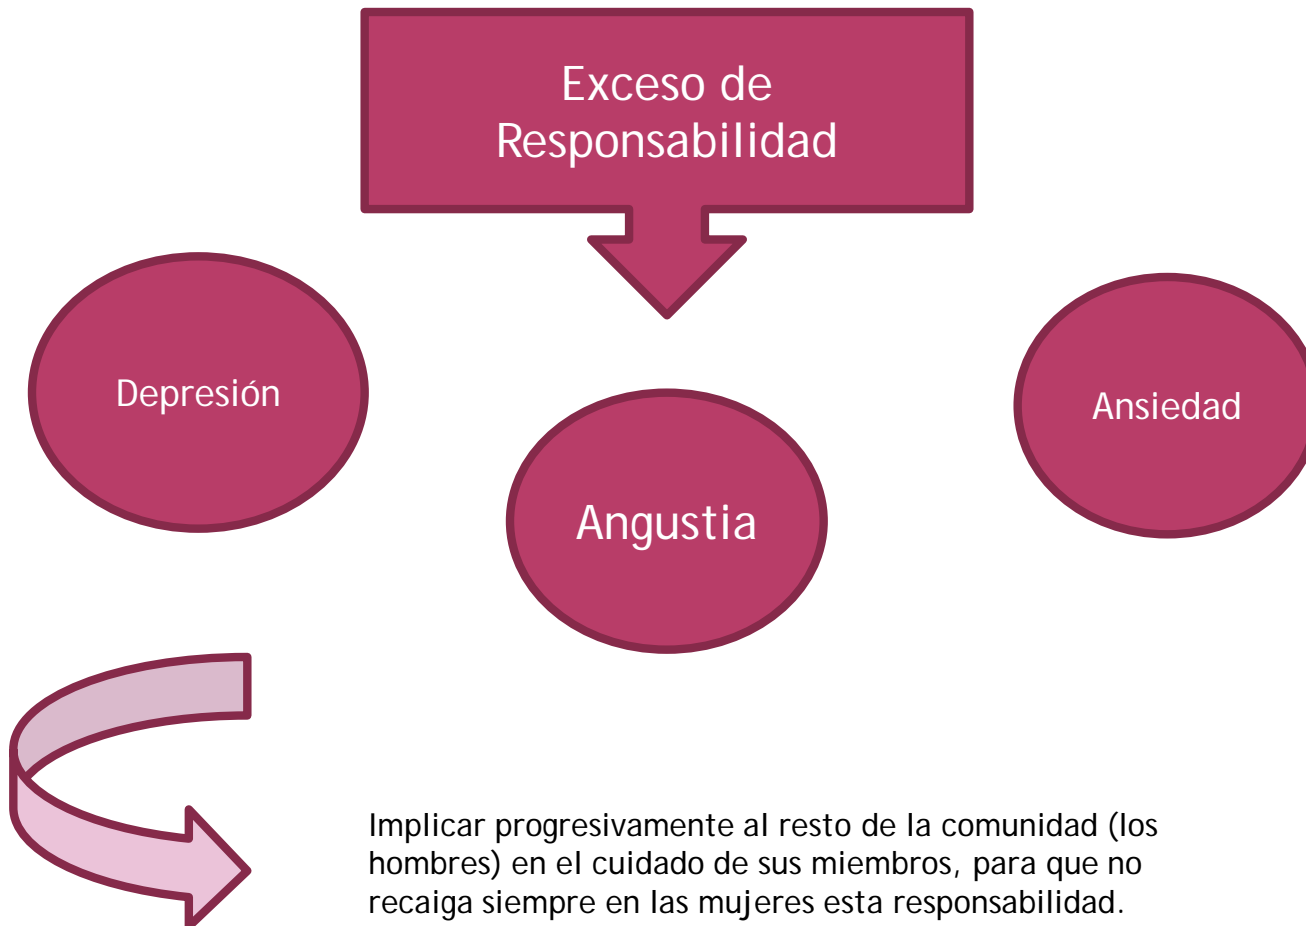 Exceso de
Responsabilidad
Depresión
Angustia
Ansiedad
Implicar progresivamente al resto de la comunidad (los
hombres) en el cuidado de sus miembros, para que no
recaiga siempre en las mujeres esta responsabilidad.